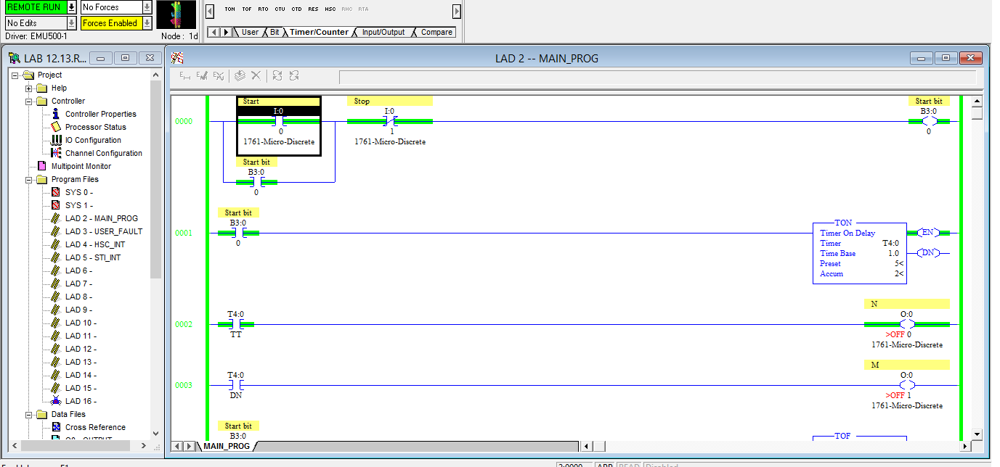 REMOTE RUN
No Forces
No Edits
Forces Enabled
Driver: EMU500-1
Node : 1d
TON TOF RTO CTU CTD RES HSC RHC RTA
User
Bit
Timer/Counter
Input/Output
Compare
LAB 12.13.R...
Project
Help
Controller
Controller Properties
Processor Status
IO Configuration
Channel Configuration
Multipoint Monitor
Program Files
SYS 0 -
SYS 1 -
LAD 2 - MAIN_PROG
LAD 3 - USER_FAULT
LAD 4 - HSC_INT
LAD 5 - STI_INT
LAD 6 -
LAD 7 -
LAD 8 -
LAD 9 -
LAD 10 -
LAD 11 -
LAD 12 -
LAD 13 -
LAD 14 -
LAD 15 -
LAD 16 -
Data Files
Cross Reference
LAD 2 -- MAIN_PROG
0000
Start
I:0
0
1761-Micro-Discrete
Stop
I:0
1
1761-Micro-Discrete
Start bit
B3:0
0
Start bit
B3:0
0
0001
Start bit
B3:0
0
TON
Timer On Delay
Timer T4:0
Time Base 1.0
Preset 5<
Accum 2<
EN
DN
0002
T4:0
TT
N
O:0
>OFF 0
1761-Micro-Discrete
0003
T4:0
DN
M
O:0
>OFF 1
1761-Micro-Discrete
Start bit
B3:0
TOF
MAIN_PROG
2:0000
APP
READ
Disabled